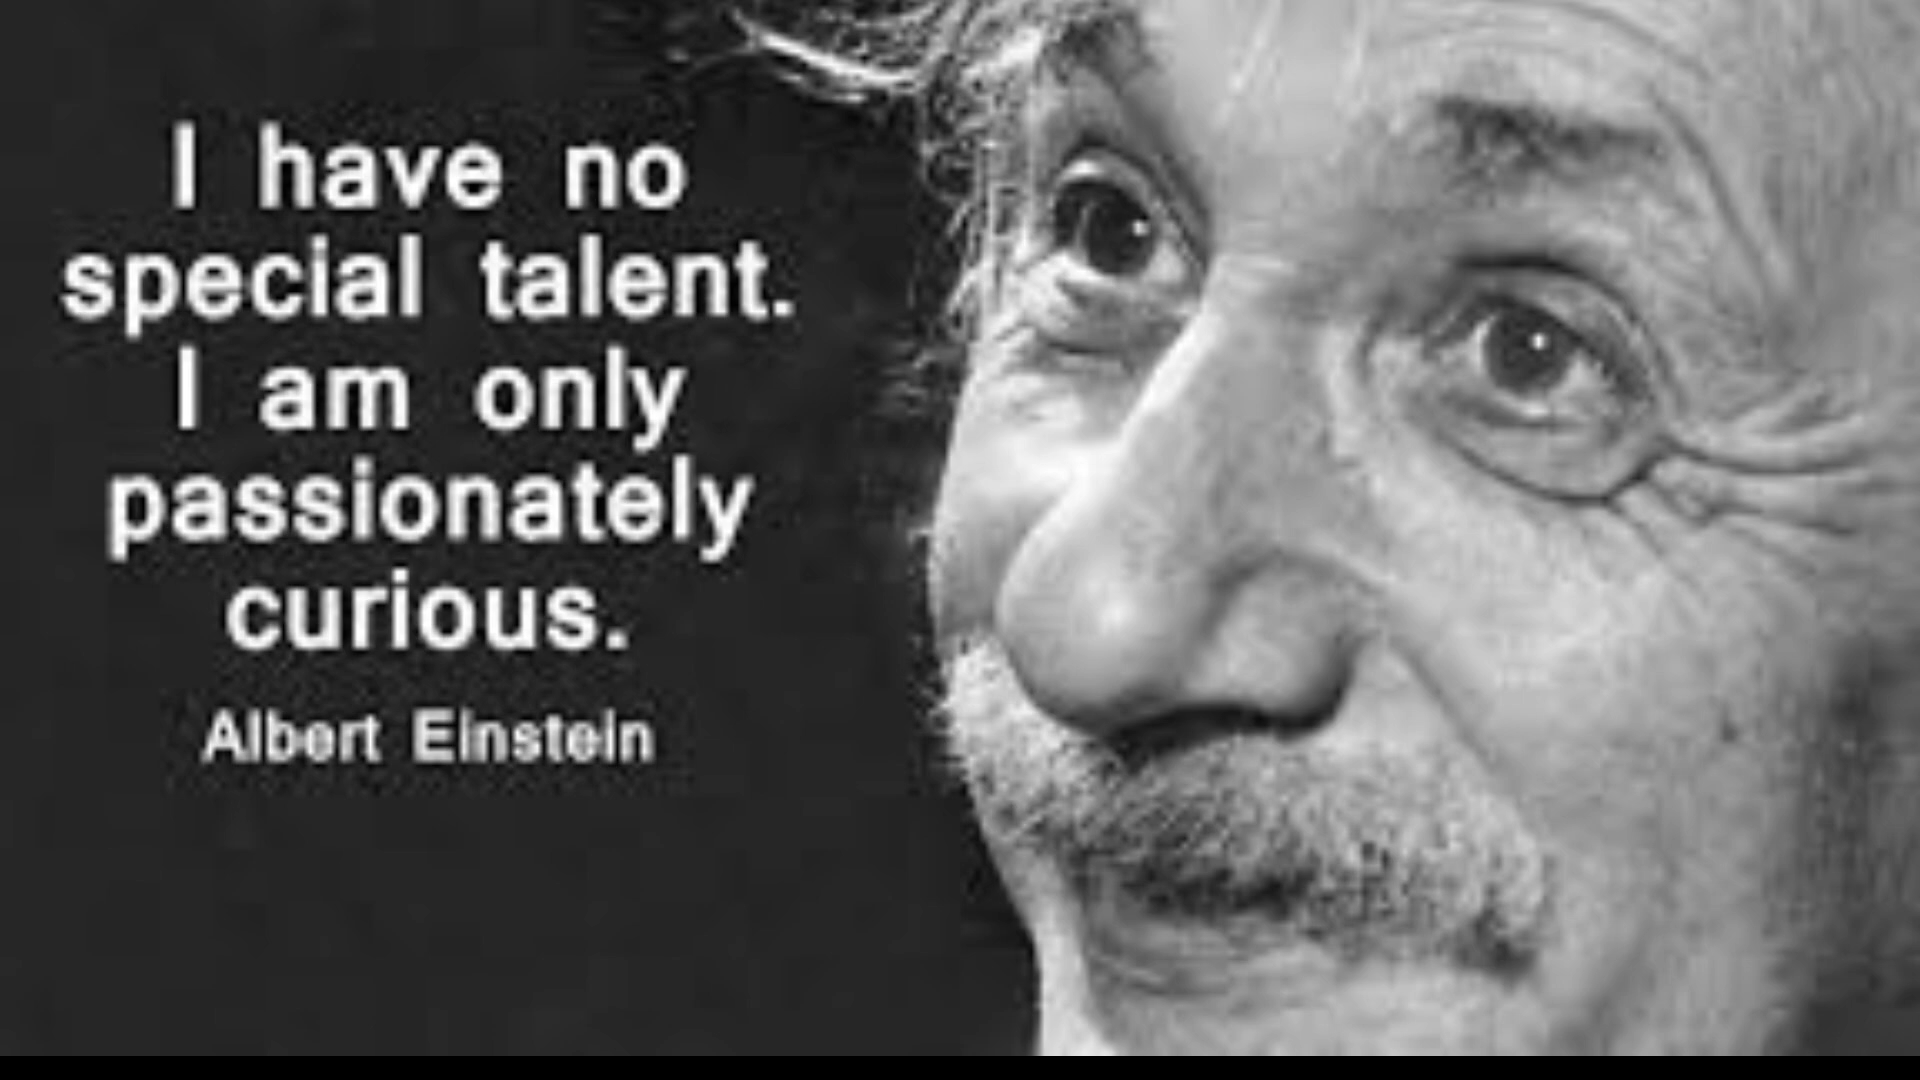 I have no
special talent.
I am only
passionately
curious.
Albert Einstein